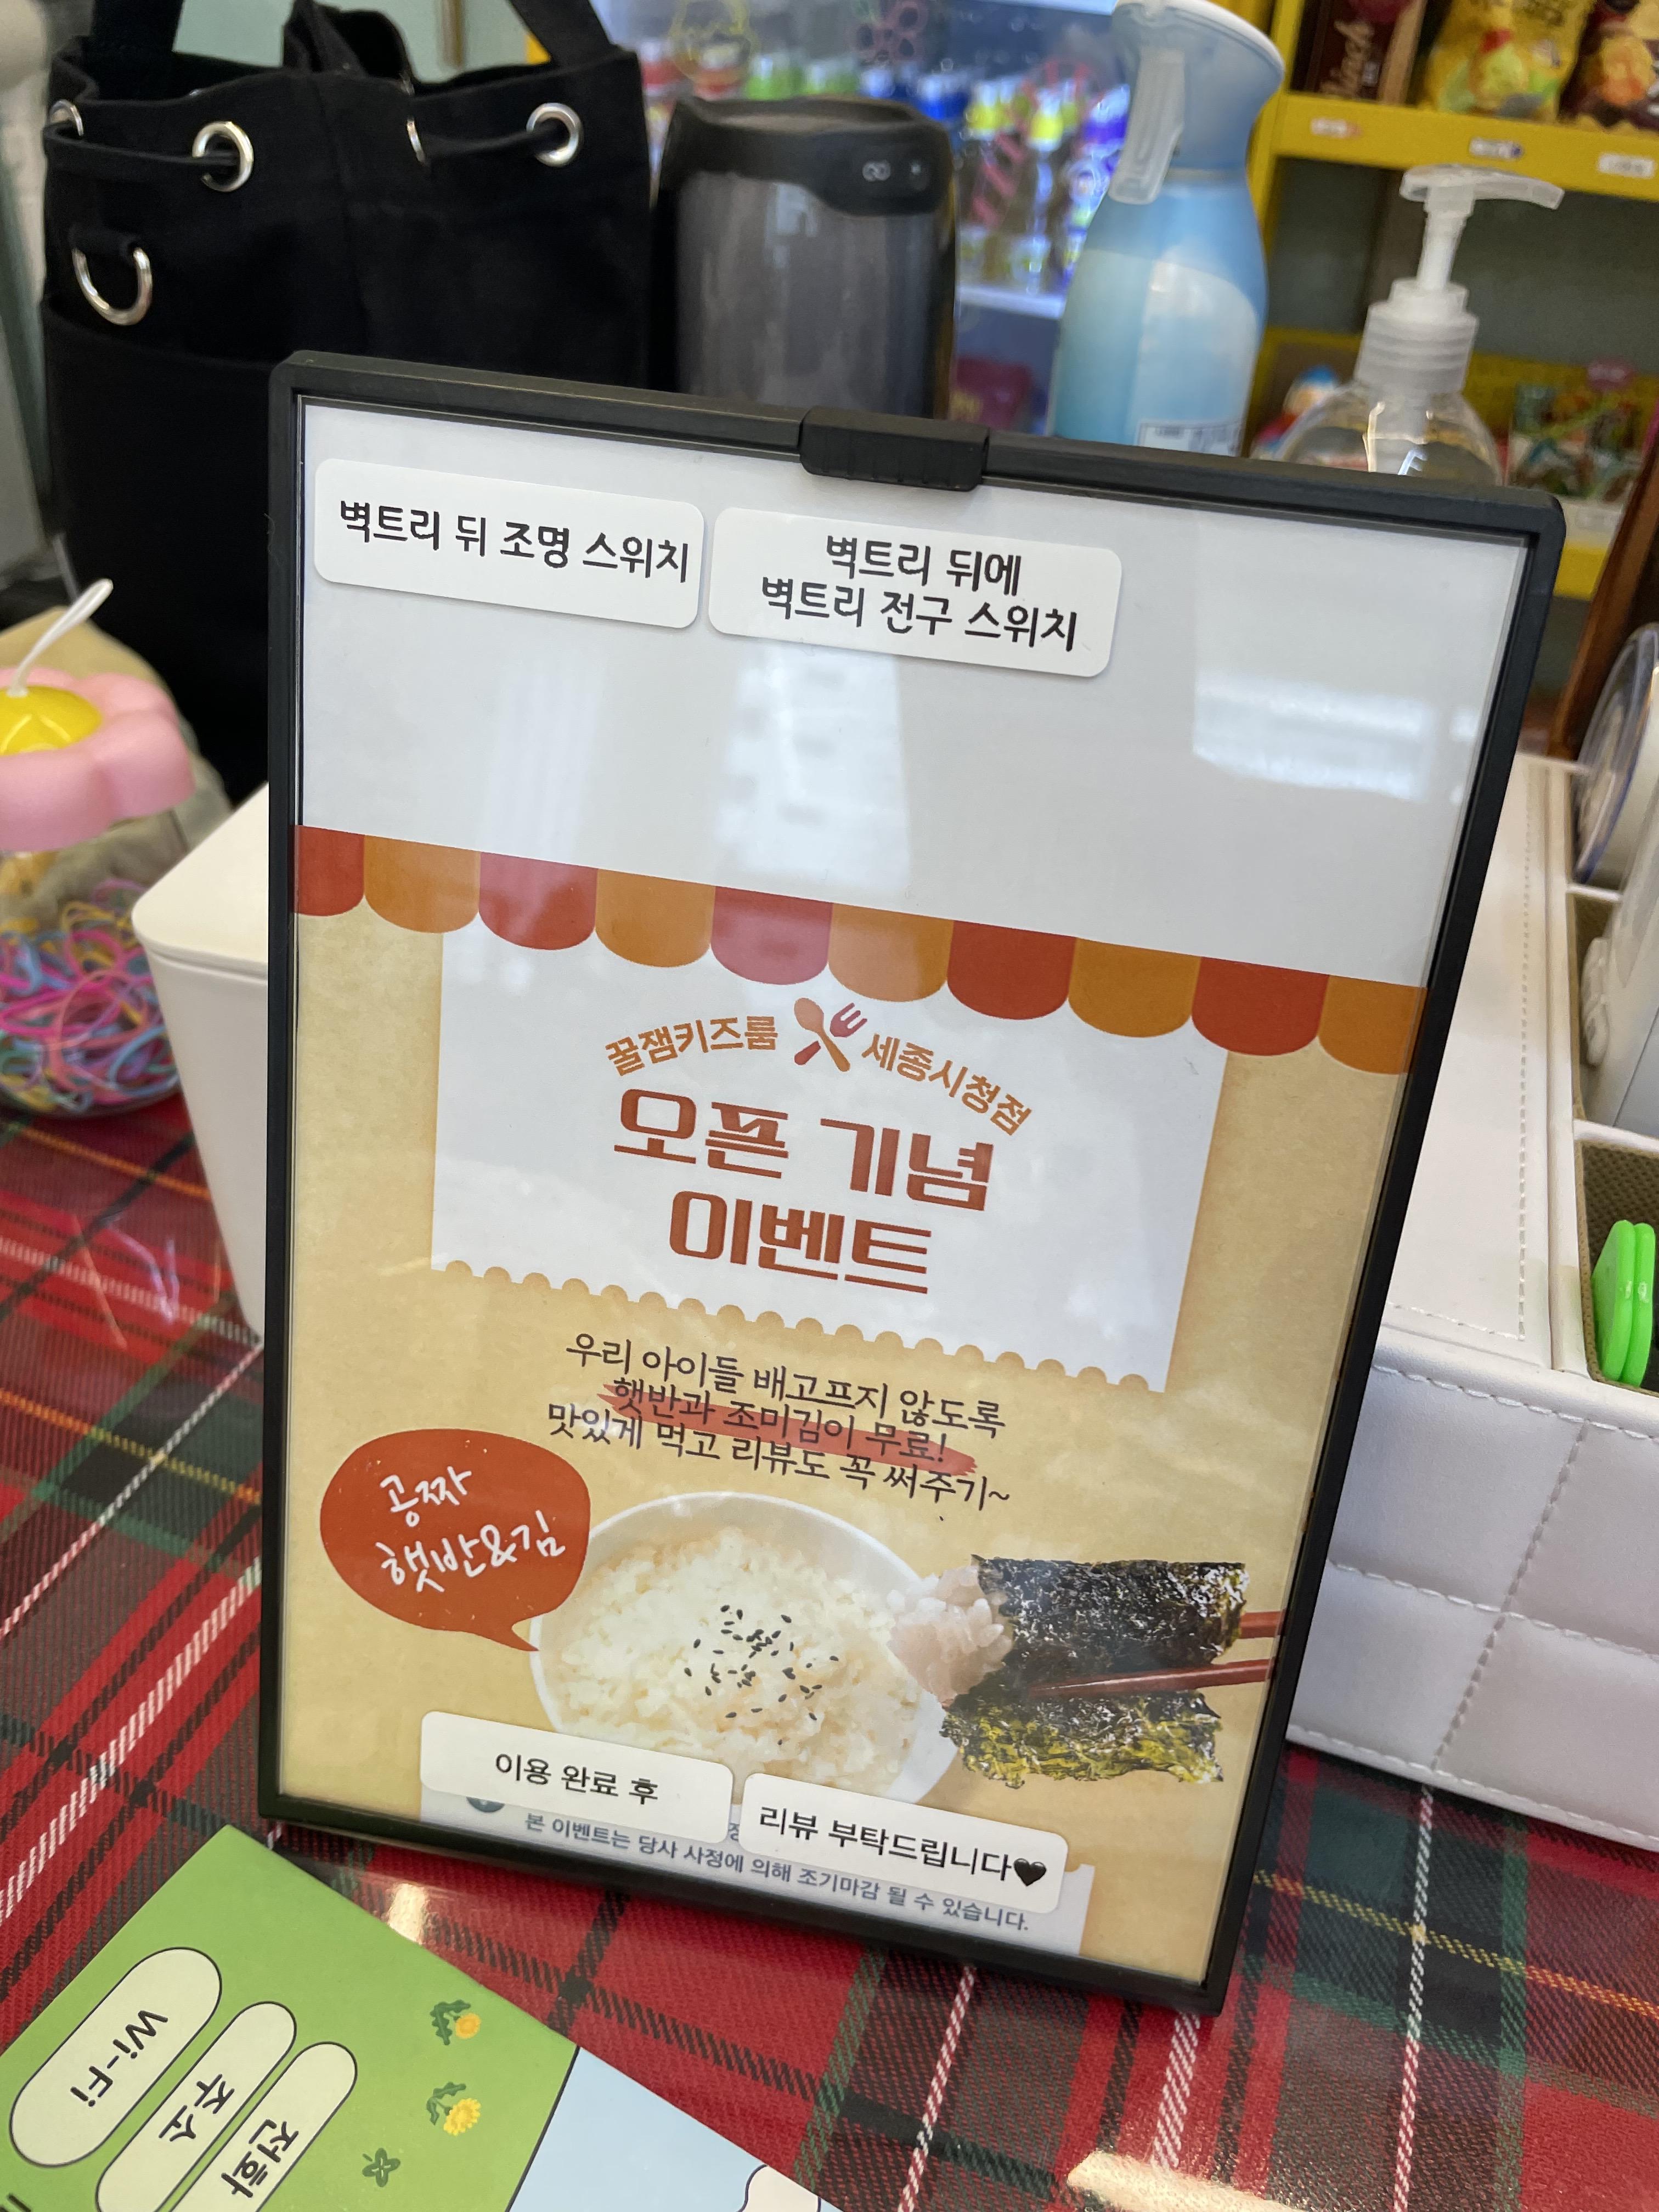 벽트리 뒤 조명 스위치
벽트리 뒤에
벽트리 전구 스위치
꿀잼키즈룸 세종시청점
오픈 기념
이벤트
우리 아이들 배고프지 않도록
햇반과 조미김이 무료!
맛있게 먹고 리뷰도 꼭 써주기~
공짜
햇반&김
이용 완료 후
리뷰 부탁드립니다🖤
본 이벤트는 당사 사정에 의해 조기마감 될 수 있습니다.
Wi-Fi
주소
전화